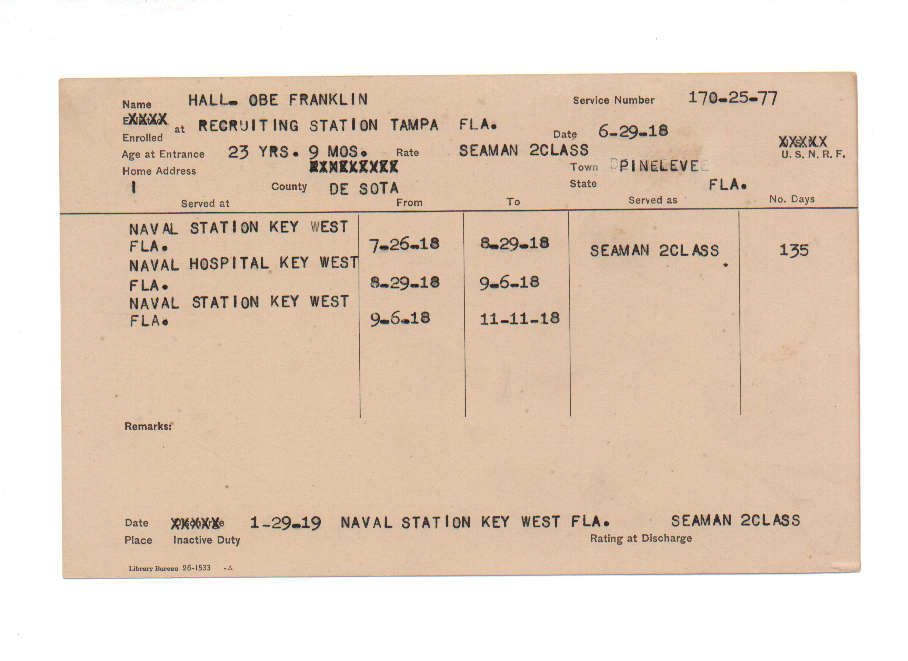 Name HALL- OBE FRANKLIN Service Number 170-25-77
Enrolled at RECRUITING STATION TAMPA FLA. Date 6-29-18
XXXXX
U. S. N. R. F.
Age at Entrance 23 YRS. 9 MOS. Rate SEAMAN 2CLASS
Home Address Town PINELEVEE
1 County DE SOTA State FLA.
Served at From To Served as No. Days
NAVAL STATION KEY WEST
FLA. 7-26-18 8-29-18 SEAMAN 2CLASS 135
NAVAL HOSPITAL KEY WEST
FLA. 8-29-18 9-6-18
NAVAL STATION KEY WEST
FLA. 9-6-18 11-11-18
Remarks:
Date 1-29-19 NAVAL STATION KEY WEST FLA. SEAMAN 2CLASS
Place Inactive Duty Rating at Discharge
Library Bureau 26-1533